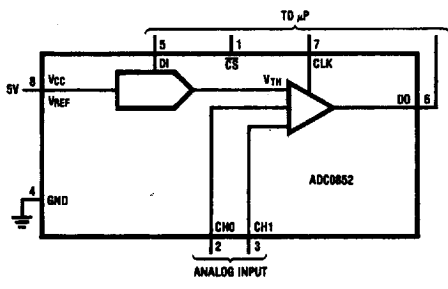 TO µP
5
1
7
DI
CS
CLK
8
VCC
5V
VREF
VTH
DO
6
4
GND
ADC0852
CH0
CH1
2
3
ANALOG INPUT